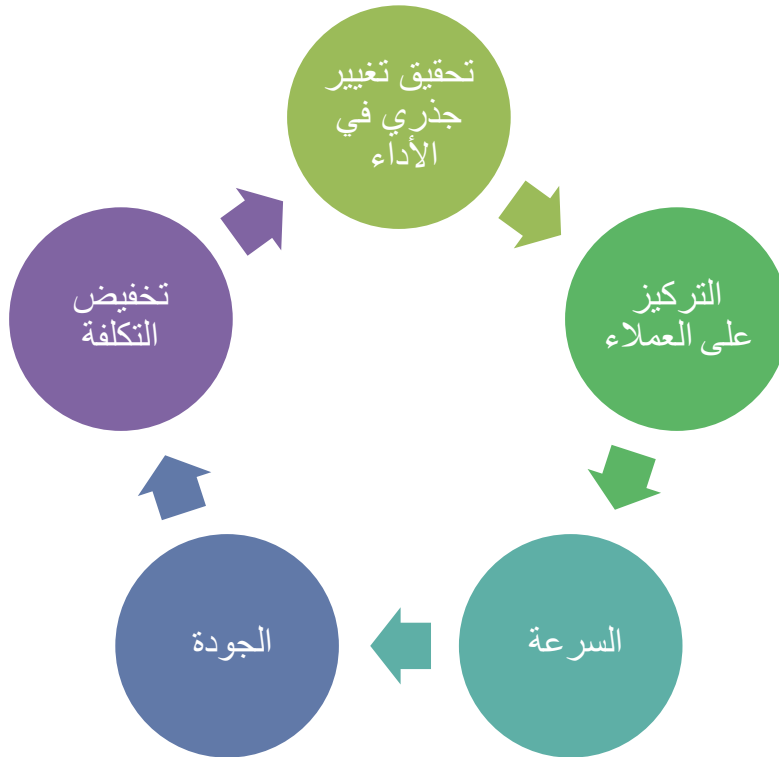 تحقيق تغيير
جذري في
الأداء
التركيز
على العملاء
السرعة
الجودة
تخفيض
التكلفة